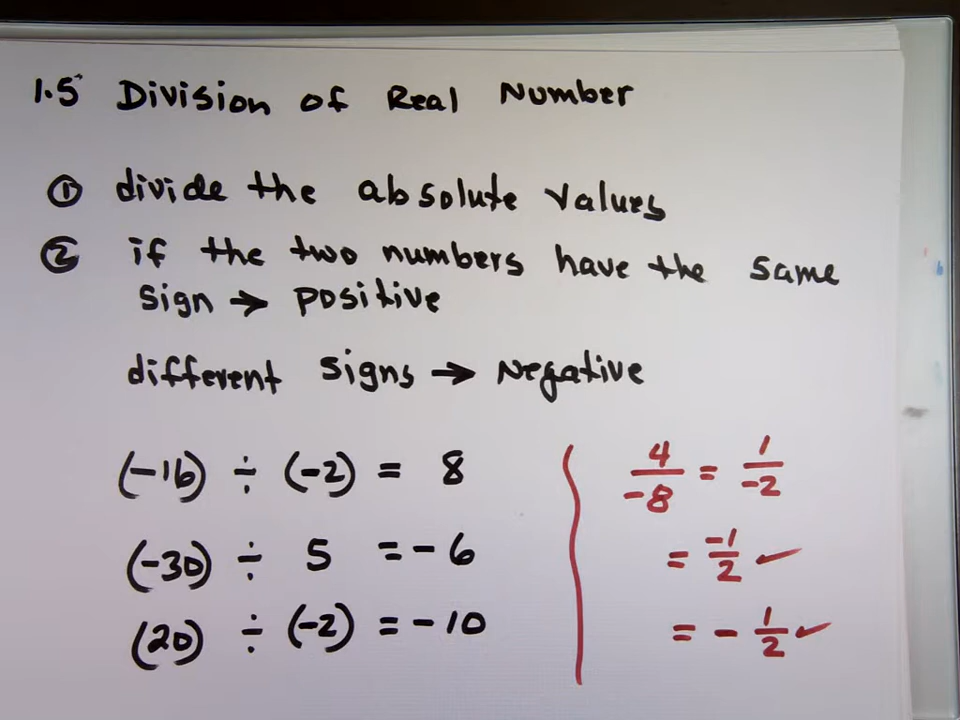 1.5 Division of Real Number
① divide the absolute values
② if the two numbers have the same
sign → positive
different signs → Negative
(-16) ÷ (-2) = 8
(-30) ÷ 5 = -6
(20) ÷ (-2) = -10
4/-8 = 1/-2
= -1/2 ✓
= - 1/2 ✓